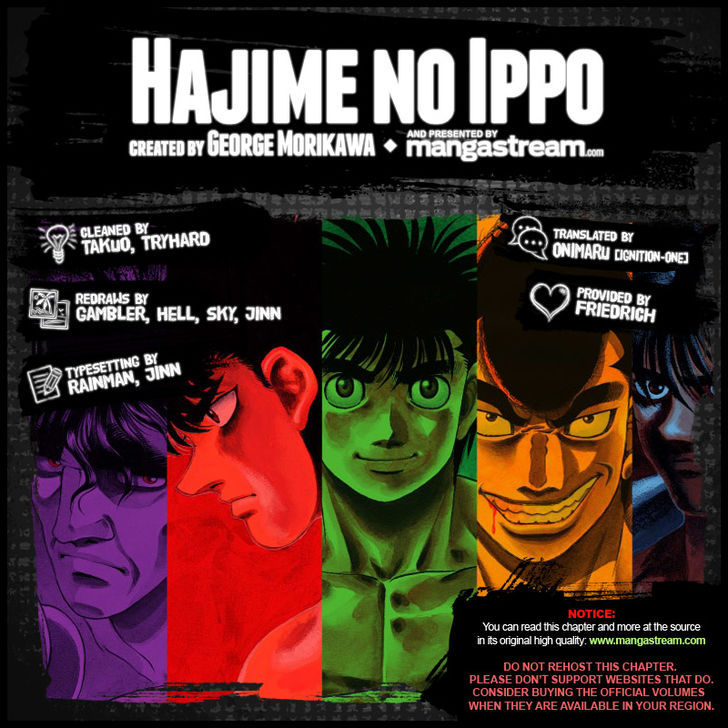 HAJIME NO IPPO
CREATED BY GEORGE MORIKAWA ◆ AND PRESENTED BY mangastream.com
CLEANED BY
TAKUO, TRYHARD
REDRAWS BY
GAMBLER, HELL, SKY, JINN
TYPESETTING BY
RAINMAN, JINN
TRANSLATED BY
ONIMARU [IGNITION-ONE]
PROVIDED BY
FRIEDRICH
NOTICE:
You can read this chapter and more at the source
in its original high quality: www.mangastream.com
DO NOT REHOST THIS CHAPTER.
PLEASE DON'T SUPPORT WEBSITES THAT DO.
CONSIDER BUYING THE OFFICIAL VOLUMES
WHEN THEY ARE AVAILABLE IN YOUR REGION.